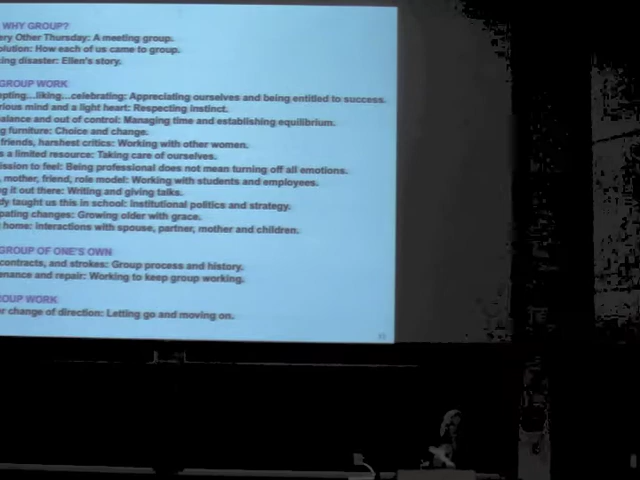 WHY GROUP?
ery Other Thursday: A meeting group.
olution: How each of us came to group.
ing disaster: Ellen's story.
GROUP WORK
epting...liking...celebrating: Appreciating ourselves and being entitled to success.
rious mind and a light heart: Respecting instinct.
alance and out of control: Managing time and establishing equilibrium.
g furniture: Choice and change.
friends, harshest critics: Working with other women.
s a limited resource: Taking care of ourselves.
ission to feel: Being professional does not mean turning off all emotions.
, mother, friend, role model: Working with students and employees.
ng it out there: Writing and giving talks.
dy taught us this in school: Institutional politics and strategy.
pating changes: Growing older with grace.
home: interactions with spouse, partner, mother and children.
GROUP OF ONE'S OWN
contracts, and strokes: Group process and history.
enance and repair: Working to keep group working.
OUP WORK
r change of direction: Letting go and moving on.